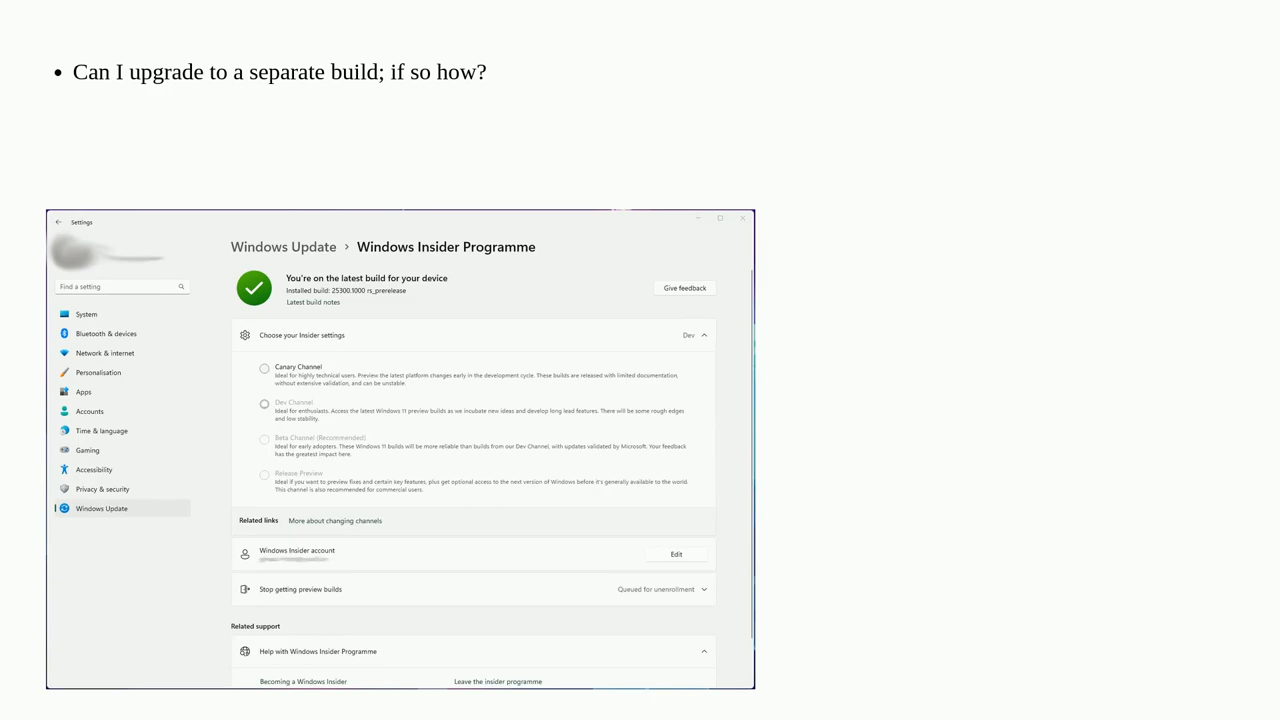 • Can I upgrade to a separate build; if so how?
Settings
Windows Update › Windows Insider Programme
Find a setting
System
Bluetooth & devices
Network & internet
Personalisation
Apps
Accounts
Time & language
Gaming
Accessibility
Privacy & security
Windows Update
You're on the latest build for your device
Installed build: 25300.1000 rs_prerelease
Latest build notes
Give feedback
Choose your Insider settings
Dev
Canary Channel
Ideal for highly technical users. Preview the latest platform changes early in the development cycle. These builds are released with limited documentation,
without extensive validation, and can be unstable.
Dev Channel
Ideal for enthusiasts. Access the latest Windows 11 preview builds as we incubate new ideas and develop long lead features. There will be some rough edges
and low stability.
Beta Channel (Recommended)
Ideal for early adopters. These Windows 11 builds will be more reliable than builds from our Dev Channel, with updates validated by Microsoft. Your feedback
has the greatest impact here.
Release Preview
Ideal if you want to preview fixes and certain key features, plus get optional access to the next version of Windows before it's generally available to the world.
This channel is also recommended for commercial users.
Related links
More about changing channels
Windows Insider account
Edit
Stop getting preview builds
Queued for unenrollment
Related support
Help with Windows Insider Programme
Becoming a Windows Insider
Leave the insider programme